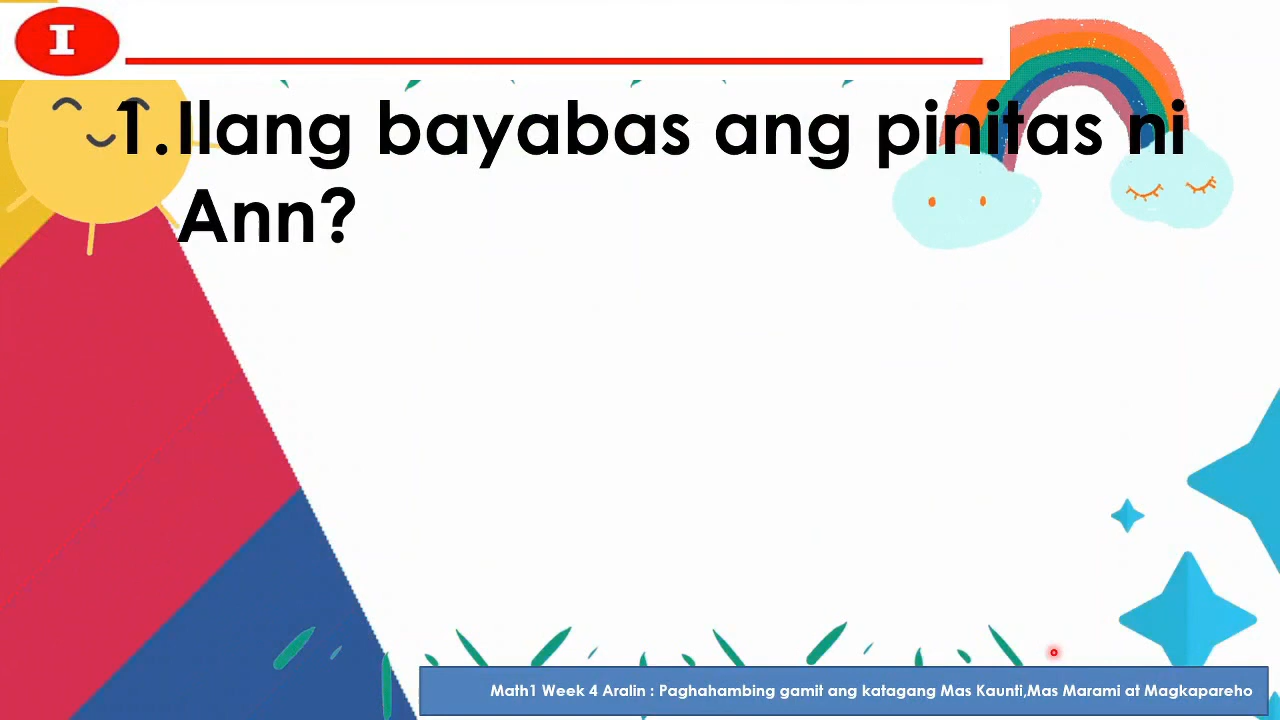 I
1. Ilang bayabas ang pinitas ni
Ann?
Math1 Week 4 Aralin : Paghahambing gamit ang katagang Mas Kaunti,Mas Marami at Magkapareho